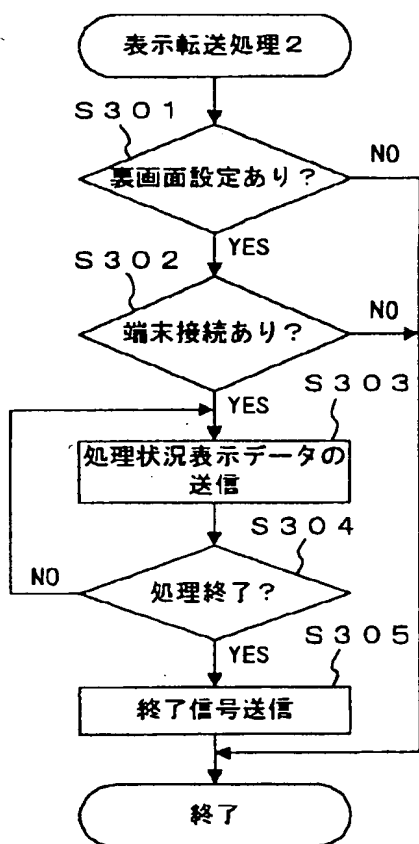 表示転送処理2
S301
裏画面設定あり?
NO
YES
S302
端末接続あり?
NO
YES
S303
処理状況表示データの
送信
S304
処理終了?
NO
YES
S305
終了信号送信
終了